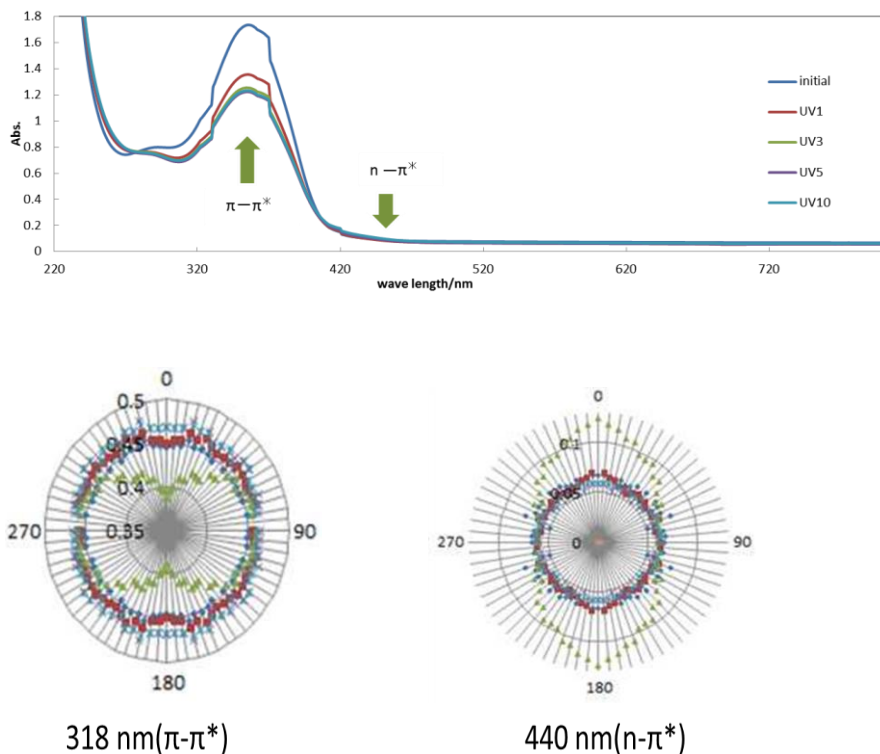 1.8
1.6
1.4
1.2
1
0.8
0.6
0.4
0.2
0
Abs.
initial
UV1
UV3
UV5
UV10
π−π*
n −π*
220 320 420 520 620 720
wave length/nm
0
0.5
0.45
0.4
0.35
270 90
180
0
0.1
0.05
0
270 90
180
318 nm(π-π*)
440 nm(n-π*)